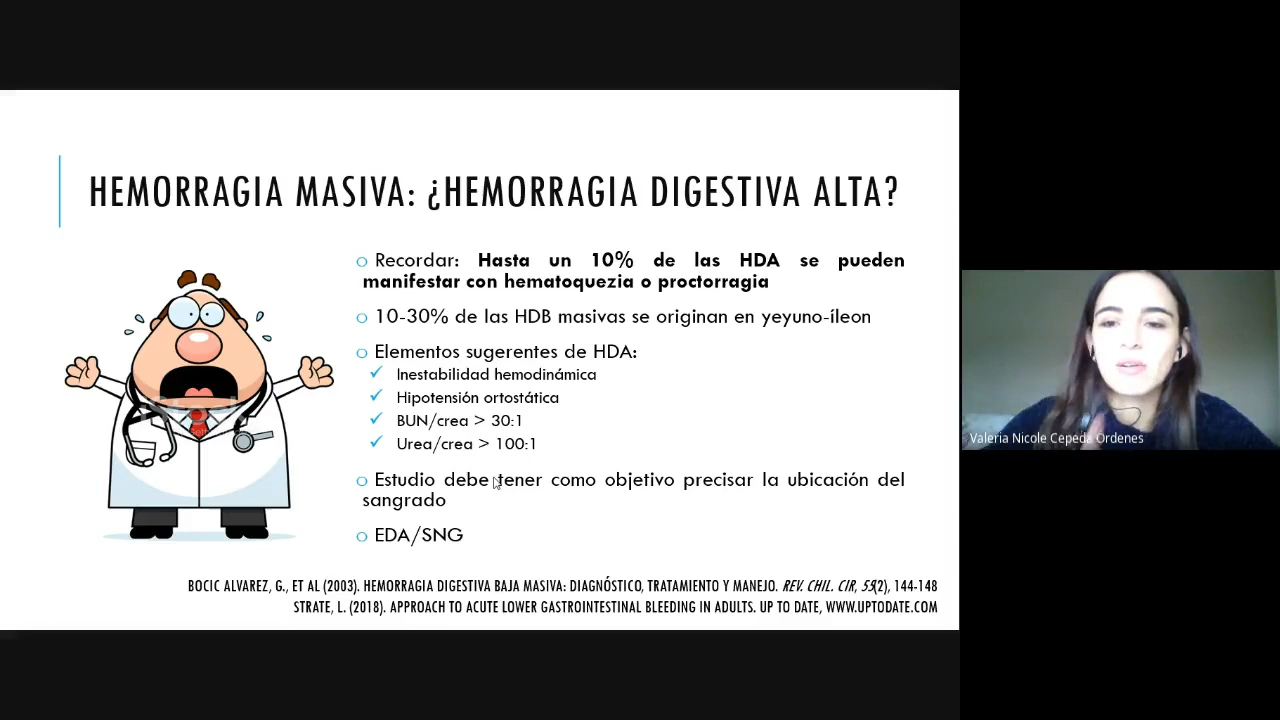 HEMORRAGIA MASIVA: ¿HEMORRAGIA DIGESTIVA ALTA?
Recordar: Hasta un 10% de las HDA se pueden
manifestar con hematoquezia o proctorragia
10-30% de las HDB masivas se originan en yeyuno-íleon
Elementos sugerentes de HDA:
Inestabilidad hemodinámica
Hipotensión ortostática
BUN/crea > 30:1
Urea/crea > 100:1
Estudio debe tener como objetivo precisar la ubicación del
sangrado
EDA/SNG
BOCIC ALVAREZ, G., ET AL (2003). HEMORRAGIA DIGESTIVA BAJA MASIVA: DIAGNÓSTICO, TRATAMIENTO Y MANEJO. REV. CHIL. CIR, 55(2), 144-148
STRATE, L. (2018). APPROACH TO ACUTE LOWER GASTROINTESTINAL BLEEDING IN ADULTS. UP TO DATE, WWW.UPTODATE.COM
Valeria Nicole Cepeda Ordenes